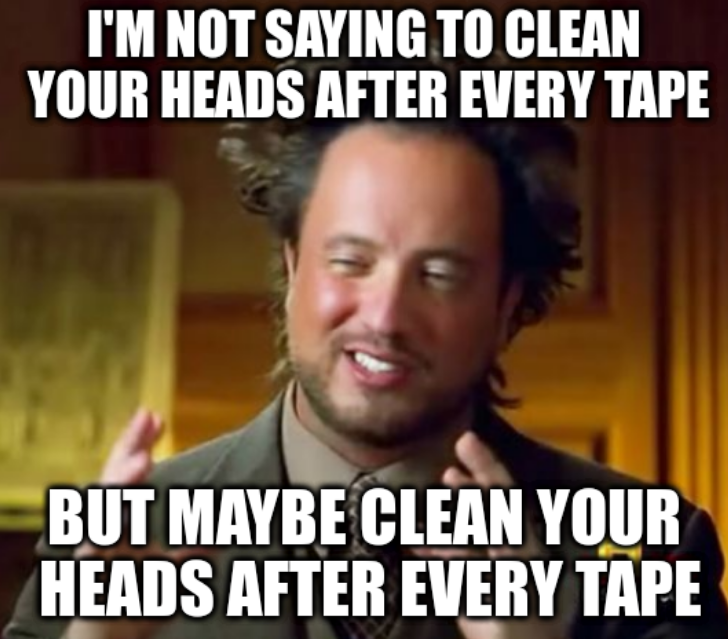 I'M NOT SAYING TO CLEAN
YOUR HEADS AFTER EVERY TAPE
BUT MAYBE CLEAN YOUR
HEADS AFTER EVERY TAPE